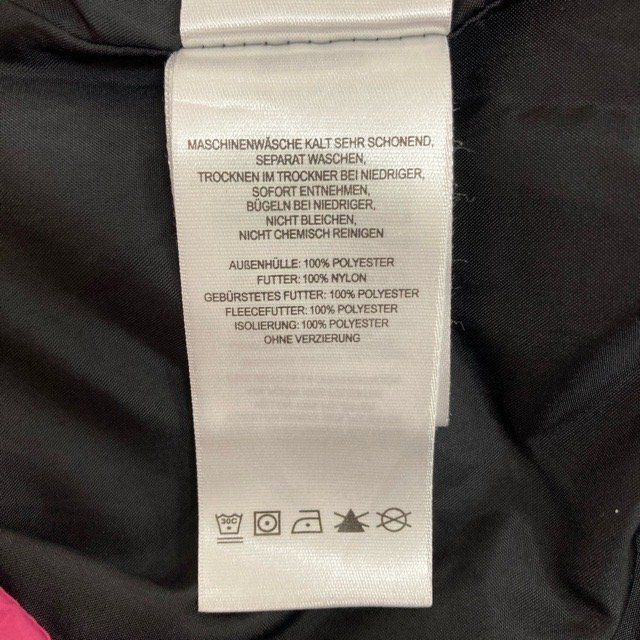 MASCHINENWÄSCHE KALT SEHR SCHONEND,
SEPARAT WASCHEN,
TROCKNEN IM TROCKNER BEI NIEDRIGER,
SOFORT ENTNEHMEN,
BÜGELN BEI NIEDRIGER,
NICHT BLEICHEN,
NICHT CHEMISCH REINIGEN
AUßENHÜLLE: 100% POLYESTER
FUTTER: 100% NYLON
GEBÜRSTETES FUTTER: 100% POLYESTER
FLEECEFUTTER: 100% POLYESTER
ISOLIERUNG: 100% POLYESTER
OHNE VERZIERUNG
30C